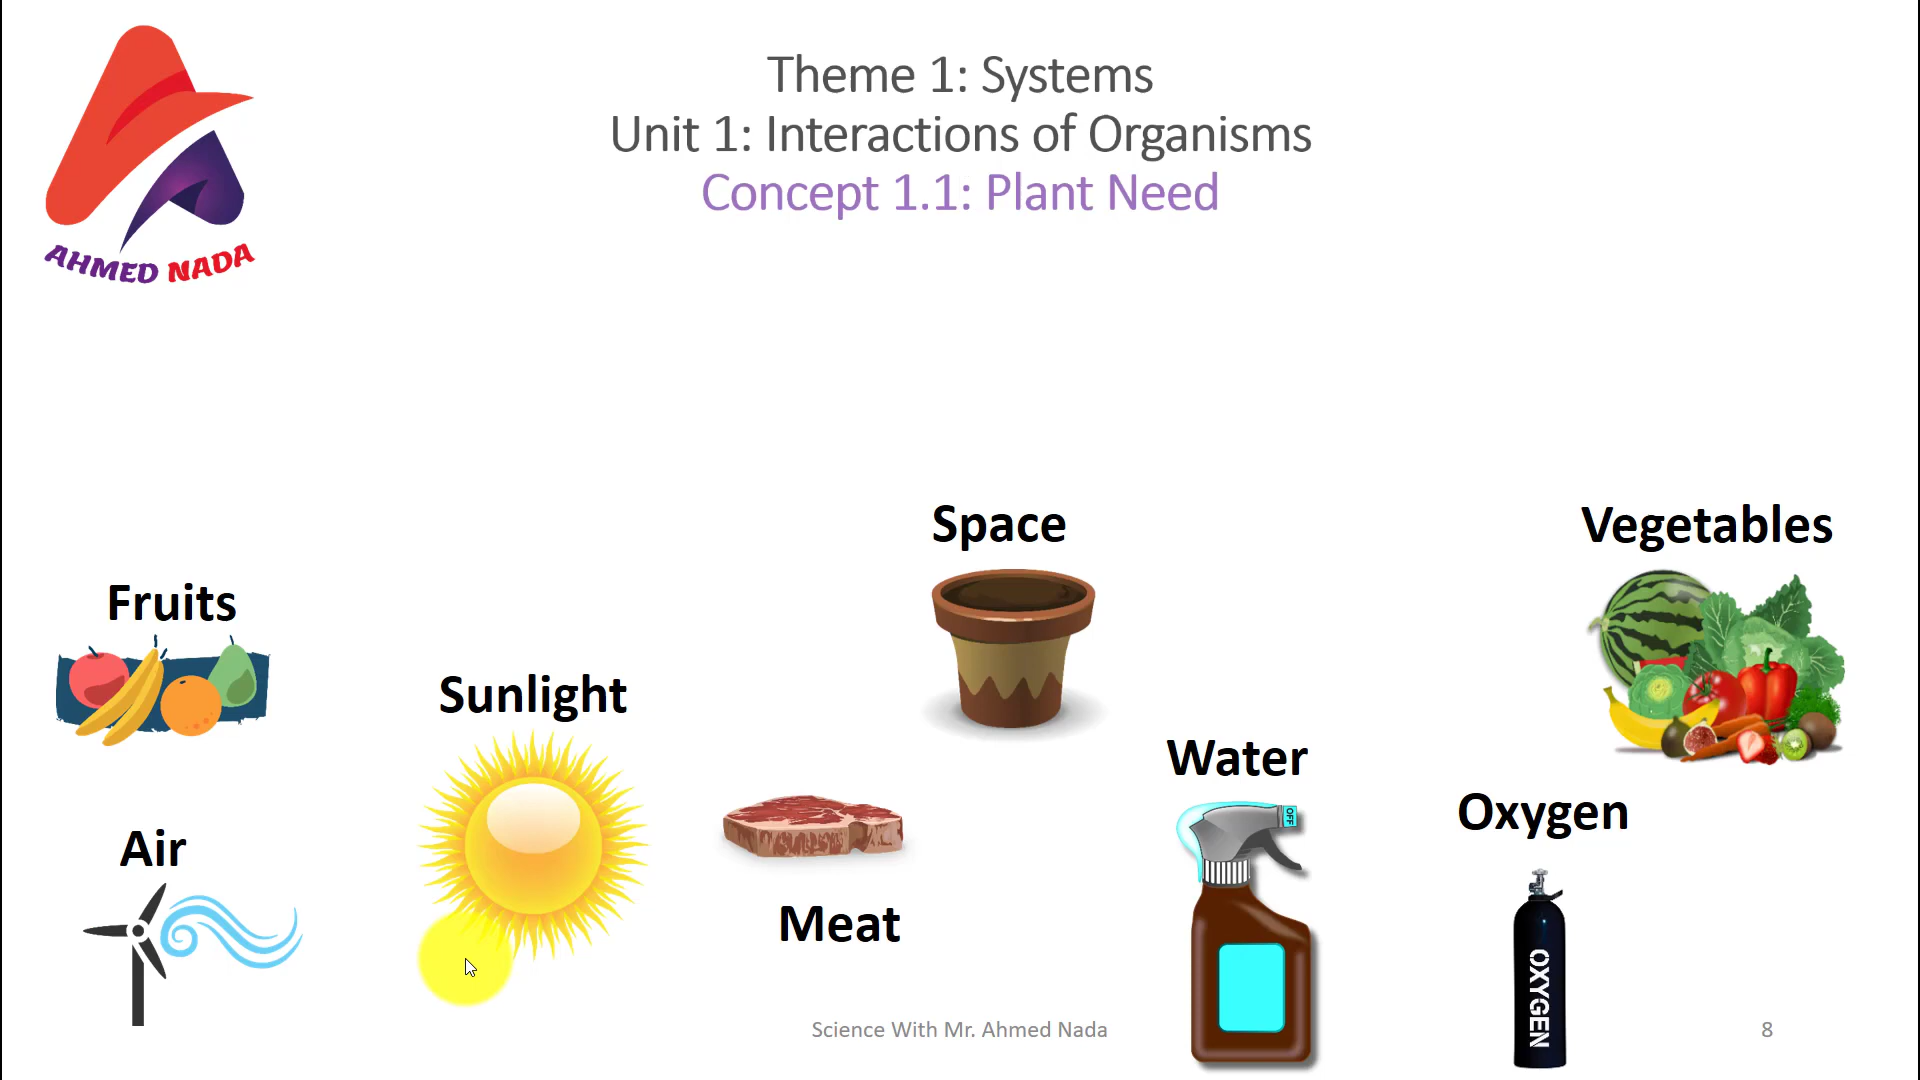 Theme 1: Systems
Unit 1: Interactions of Organisms
Concept 1.1: Plant Need
AHMED NADA
Space
Vegetables
Fruits
Sunlight
Water
Oxygen
Air
Meat
OFF
OXYGEN
Science With Mr. Ahmed Nada
8